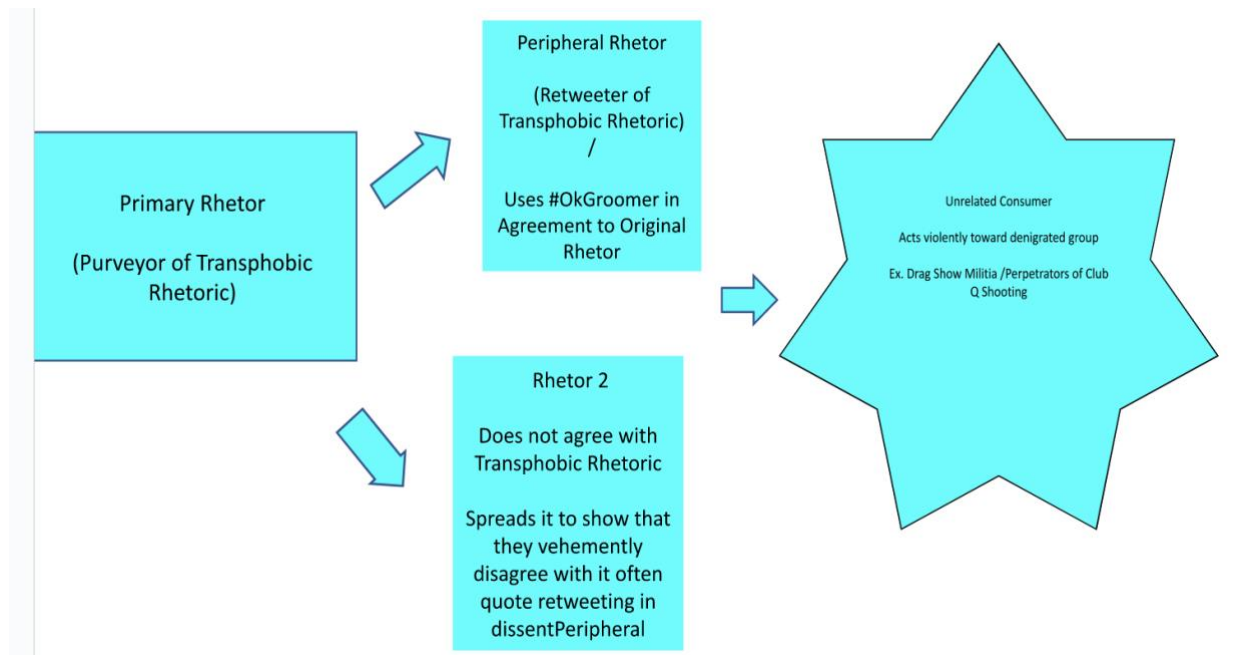 Primary Rhetor
(Purveyor of Transphobic
Rhetoric)
Peripheral Rhetor
(Retweeter of
Transphobic Rhetoric)
/
Uses #OkGroomer in
Agreement to Original
Rhetor
Rhetor 2
Does not agree with
Transphobic Rhetoric
Spreads it to show that
they vehemently
disagree with it often
quote retweeting in
dissentPeripheral
Unrelated Consumer
Acts violently toward denigrated group
Ex. Drag Show Militia /Perpetrators of Club
Q Shooting